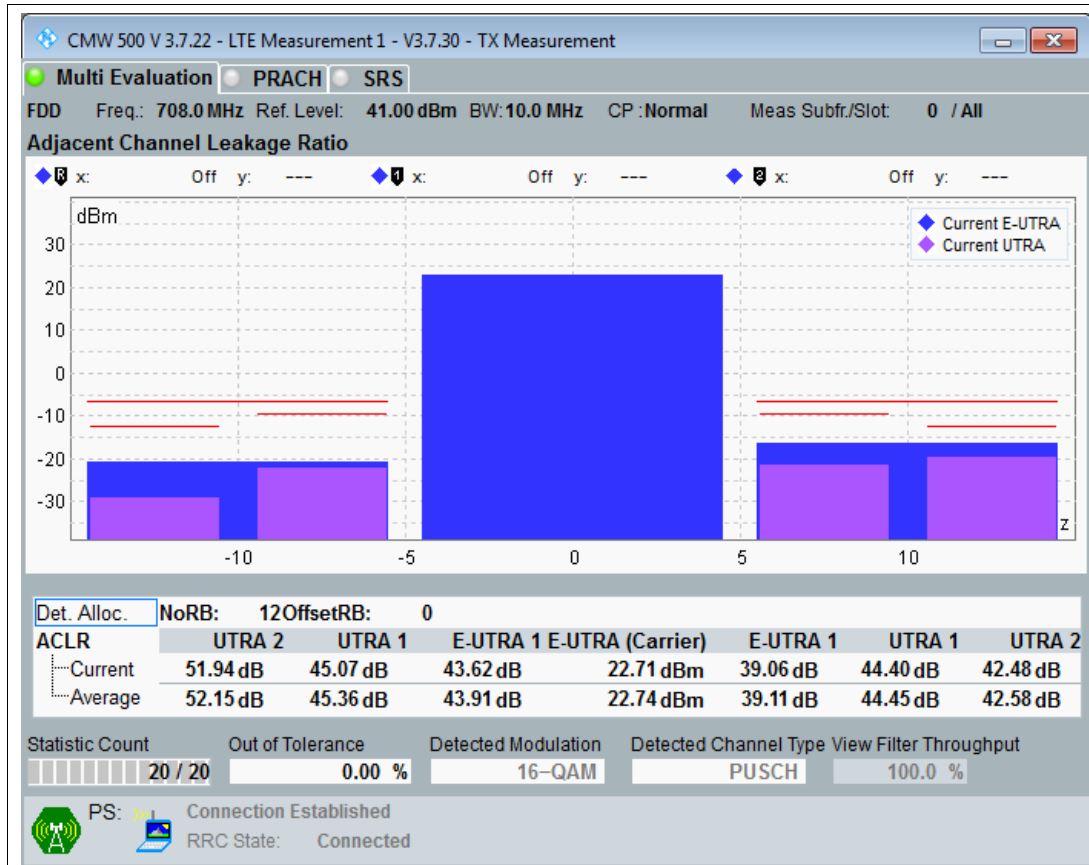 CMW 500 V 3.7.22 - LTE Measurement 1 - V3.7.30 - TX Measurement
Multi Evaluation PRACH SRS
FDD Freq.: 708.0 MHz Ref. Level: 41.00 dBm BW: 10.0 MHz CP : Normal Meas Subfr./Slot: 0 / All
Adjacent Channel Leakage Ratio
R x: Off y: --- 1 x: Off y: --- 2 x: Off y: ---
dBm
Current E-UTRA
Current UTRA
30
20
10
0
-10
-20
-30
z
-10 -5 0 5 10
Det. Alloc. NoRB: 12 OffsetRB: 0
ACLR UTRA 2 UTRA 1 E-UTRA 1 E-UTRA (Carrier) E-UTRA 1 UTRA 1 UTRA 2
Current 51.94 dB 45.07 dB 43.62 dB 22.71 dBm 39.06 dB 44.40 dB 42.48 dB
Average 52.15 dB 45.36 dB 43.91 dB 22.74 dBm 39.11 dB 44.45 dB 42.58 dB
Statistic Count Out of Tolerance Detected Modulation Detected Channel Type View Filter Throughput
20 / 20 0.00 % 16-QAM PUSCH 100.0 %
PS: Connection Established
RRC State: Connected